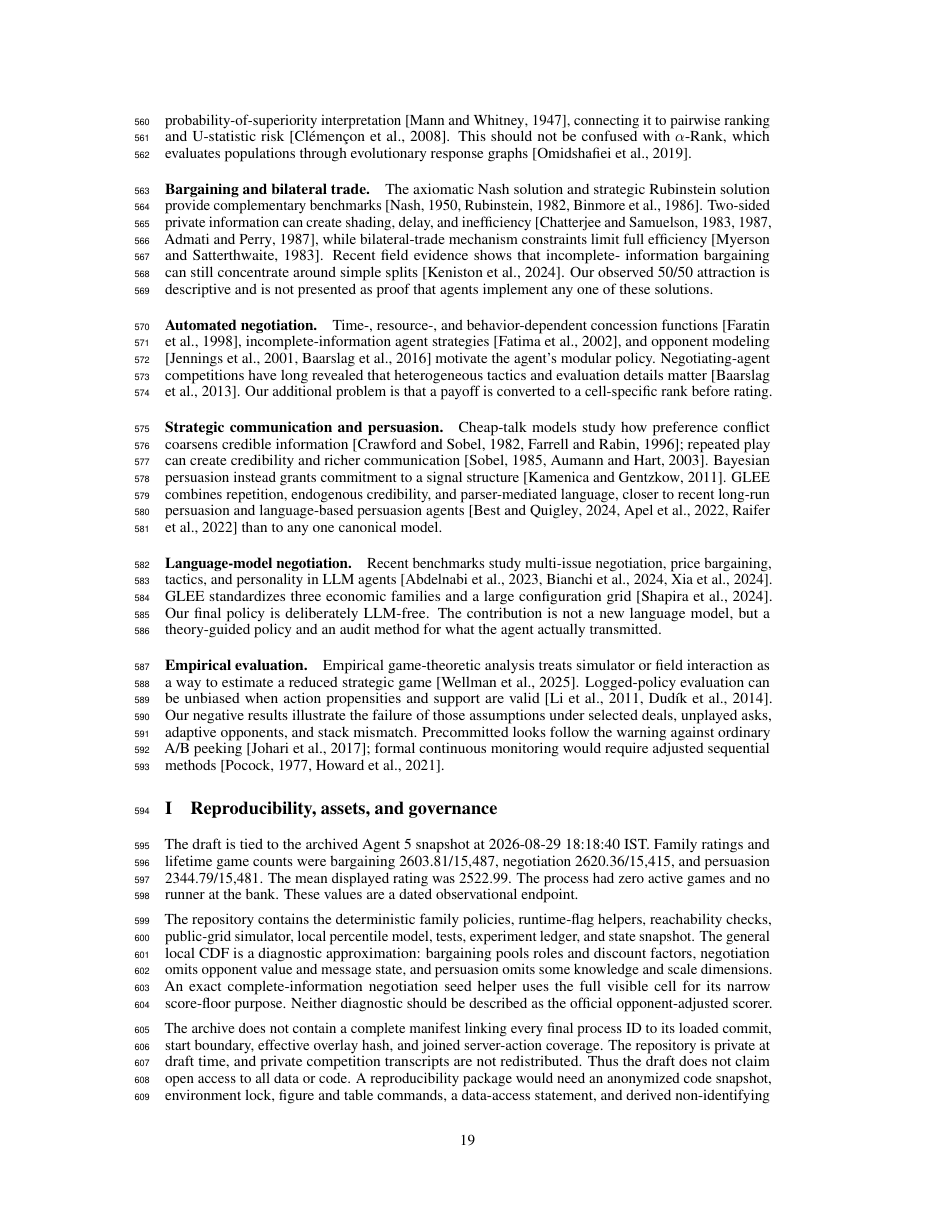 560 probability-of-superiority interpretation [Mann and Whitney, 1947], connecting it to pairwise ranking
561 and U-statistic risk [Clémençon et al., 2008]. This should not be confused with α-Rank, which
562 evaluates populations through evolutionary response graphs [Omidshafiei et al., 2019].
563 Bargaining and bilateral trade. The axiomatic Nash solution and strategic Rubinstein solution
564 provide complementary benchmarks [Nash, 1950, Rubinstein, 1982, Binmore et al., 1986]. Two-sided
565 private information can create shading, delay, and inefficiency [Chatterjee and Samuelson, 1983, 1987,
566 Admati and Perry, 1987], while bilateral-trade mechanism constraints limit full efficiency [Myerson
567 and Satterthwaite, 1983]. Recent field evidence shows that incomplete- information bargaining
568 can still concentrate around simple splits [Keniston et al., 2024]. Our observed 50/50 attraction is
569 descriptive and is not presented as proof that agents implement any one of these solutions.
570 Automated negotiation. Time-, resource-, and behavior-dependent concession functions [Faratin
571 et al., 1998], incomplete-information agent strategies [Fatima et al., 2002], and opponent modeling
572 [Jennings et al., 2001, Baarslag et al., 2016] motivate the agent's modular policy. Negotiating-agent
573 competitions have long revealed that heterogeneous tactics and evaluation details matter [Baarslag
574 et al., 2013]. Our additional problem is that a payoff is converted to a cell-specific rank before rating.
575 Strategic communication and persuasion. Cheap-talk models study how preference conflict
576 coarsens credible information [Crawford and Sobel, 1982, Farrell and Rabin, 1996]; repeated play
577 can create credibility and richer communication [Sobel, 1985, Aumann and Hart, 2003]. Bayesian
578 persuasion instead grants commitment to a signal structure [Kamenica and Gentzkow, 2011]. GLEE
579 combines repetition, endogenous credibility, and parser-mediated language, closer to recent long-run
580 persuasion and language-based persuasion agents [Best and Quigley, 2024, Apel et al., 2022, Raifer
581 et al., 2022] than to any one canonical model.
582 Language-model negotiation. Recent benchmarks study multi-issue negotiation, price bargaining,
583 tactics, and personality in LLM agents [Abdelnabi et al., 2023, Bianchi et al., 2024, Xia et al., 2024].
584 GLEE standardizes three economic families and a large configuration grid [Shapira et al., 2024].
585 Our final policy is deliberately LLM-free. The contribution is not a new language model, but a
586 theory-guided policy and an audit method for what the agent actually transmitted.
587 Empirical evaluation. Empirical game-theoretic analysis treats simulator or field interaction as
588 a way to estimate a reduced strategic game [Wellman et al., 2025]. Logged-policy evaluation can
589 be unbiased when action propensities and support are valid [Li et al., 2011, Dudík et al., 2014].
590 Our negative results illustrate the failure of those assumptions under selected deals, unplayed asks,
591 adaptive opponents, and stack mismatch. Precommitted looks follow the warning against ordinary
592 A/B peeking [Johari et al., 2017]; formal continuous monitoring would require adjusted sequential
593 methods [Pocock, 1977, Howard et al., 2021].
594 I Reproducibility, assets, and governance
595 The draft is tied to the archived Agent 5 snapshot at 2026-08-29 18:18:40 IST. Family ratings and
596 lifetime game counts were bargaining 2603.81/15,487, negotiation 2620.36/15,415, and persuasion
597 2344.79/15,481. The mean displayed rating was 2522.99. The process had zero active games and no
598 runner at the bank. These values are a dated observational endpoint.
599 The repository contains the deterministic family policies, runtime-flag helpers, reachability checks,
600 public-grid simulator, local percentile model, tests, experiment ledger, and state snapshot. The general
601 local CDF is a diagnostic approximation: bargaining pools roles and discount factors, negotiation
602 omits opponent value and message state, and persuasion omits some knowledge and scale dimensions.
603 An exact complete-information negotiation seed helper uses the full visible cell for its narrow
604 score-floor purpose. Neither diagnostic should be described as the official opponent-adjusted scorer.
605 The archive does not contain a complete manifest linking every final process ID to its loaded commit,
606 start boundary, effective overlay hash, and joined server-action coverage. The repository is private at
607 draft time, and private competition transcripts are not redistributed. Thus the draft does not claim
608 open access to all data or code. A reproducibility package would need an anonymized code snapshot,
609 environment lock, figure and table commands, a data-access statement, and derived non-identifying
19